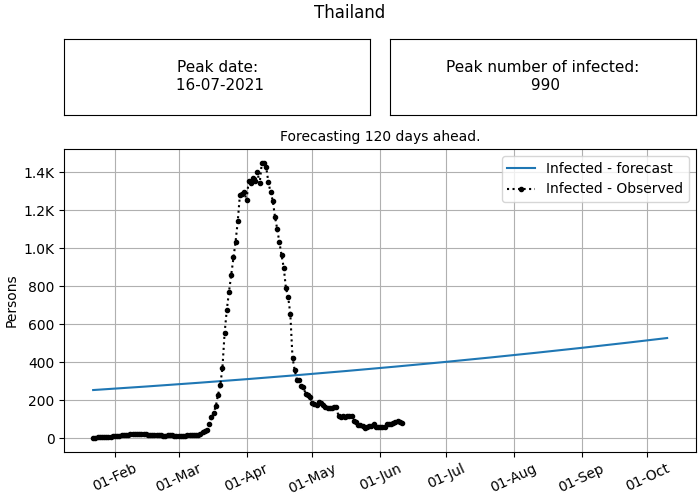 Thailand
Peak date:
16-07-2021
Peak number of infected:
990
Forecasting 120 days ahead.
Infected - forecast
Infected - Observed
Persons
1.4K
1.2K
1.0K
800
600
400
200
0
01-Feb
01-Mar
01-Apr
01-May
01-Jun
01-Jul
01-Aug
01-Sep
01-Oct